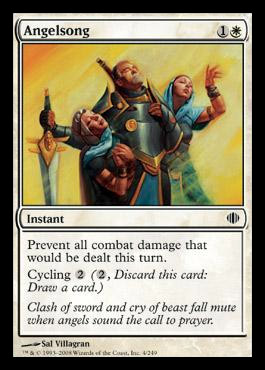 Angelsong 1
Instant
Prevent all combat damage that
would be dealt this turn.
Cycling 2 (2, Discard this card:
Draw a card.)
Clash of sword and cry of beast fall mute
when angels sound the call to prayer.
Sal Villagran
™ & © 1993–2008 Wizards of the Coast, Inc. 4/249